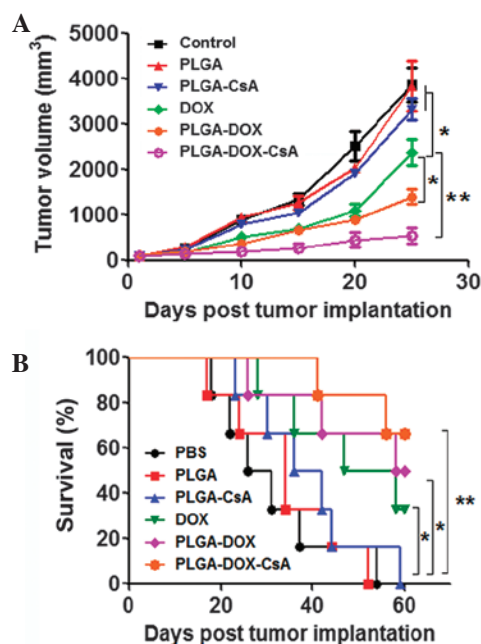 A
Tumor volume (mm³)
5000
4000
3000
2000
1000
0
Control
PLGA
PLGA-CsA
DOX
PLGA-DOX
PLGA-DOX-CsA
*
*
**
0 10 20 30
Days post tumor implantation
B
Survival (%)
100
80
60
40
20
0
PBS
PLGA
PLGA-CsA
DOX
PLGA-DOX
PLGA-DOX-CsA
*
*
**
0 20 40 60
Days post tumor implantation